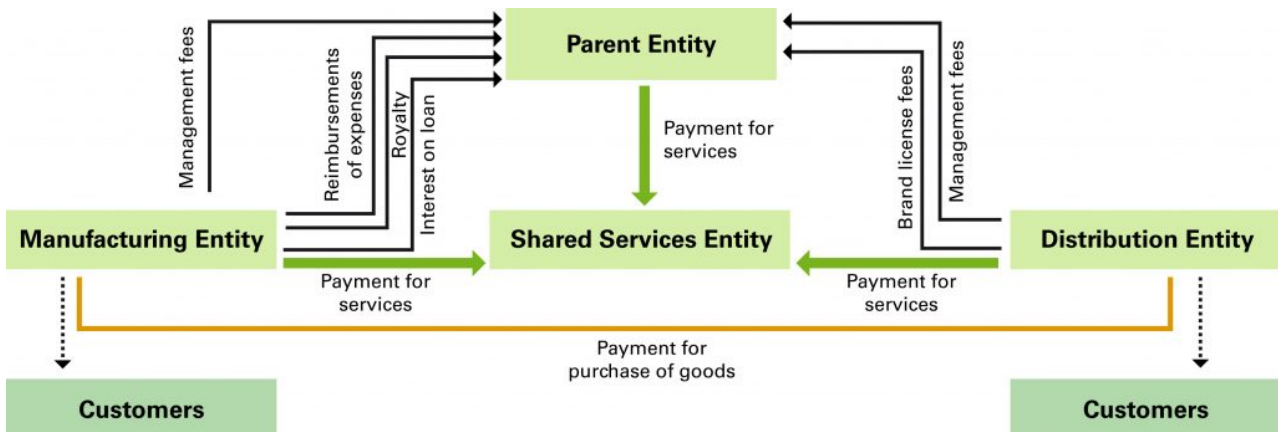 Parent Entity
Management fees
Reimbursements
of expenses
Royalty
Interest on loan
Payment for
services
Brand license fees
Management fees
Manufacturing Entity
Shared Services Entity
Distribution Entity
Payment for
services
Payment for
services
Payment for
purchase of goods
Customers
Customers